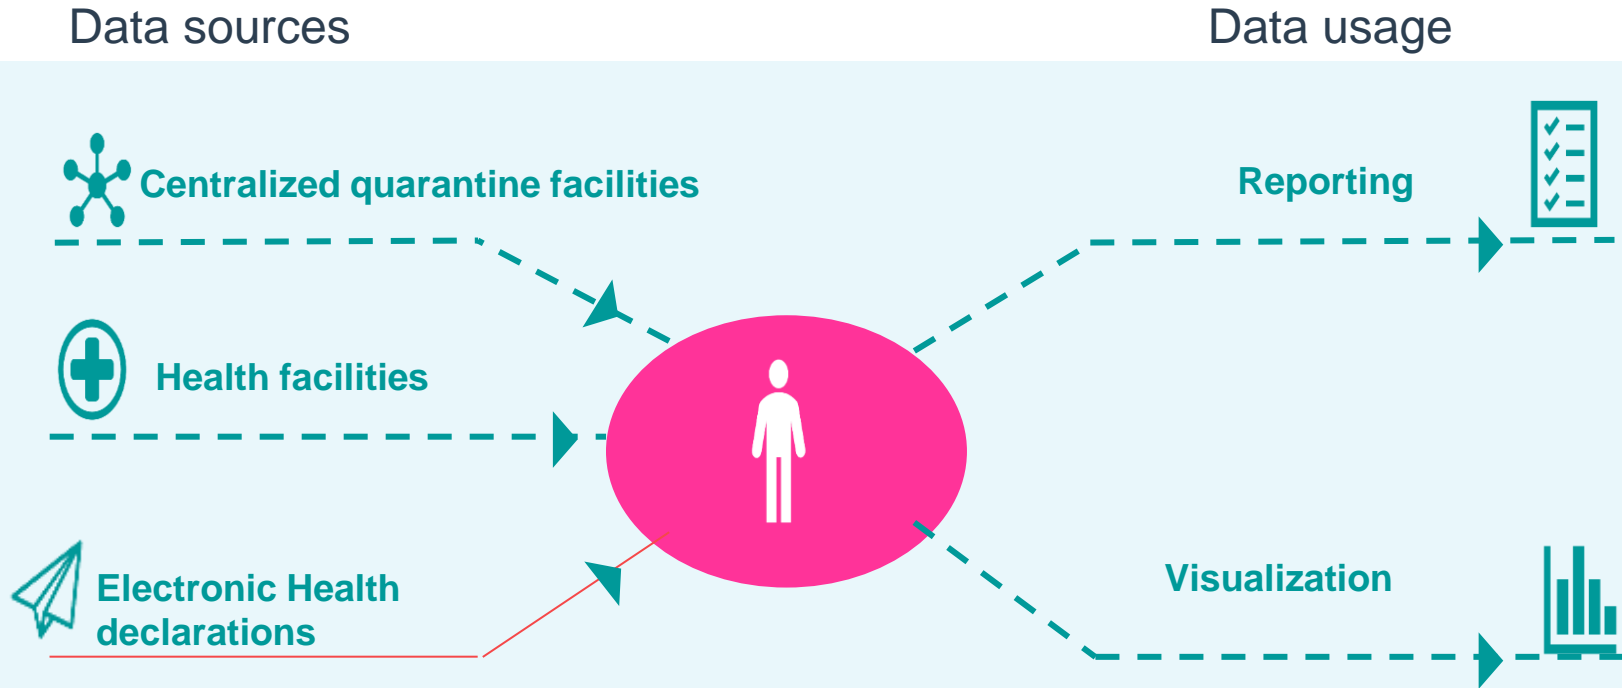 Data sources
Data usage
Centralized quarantine facilities
Reporting
Health facilities
Electronic Health
declarations
Visualization